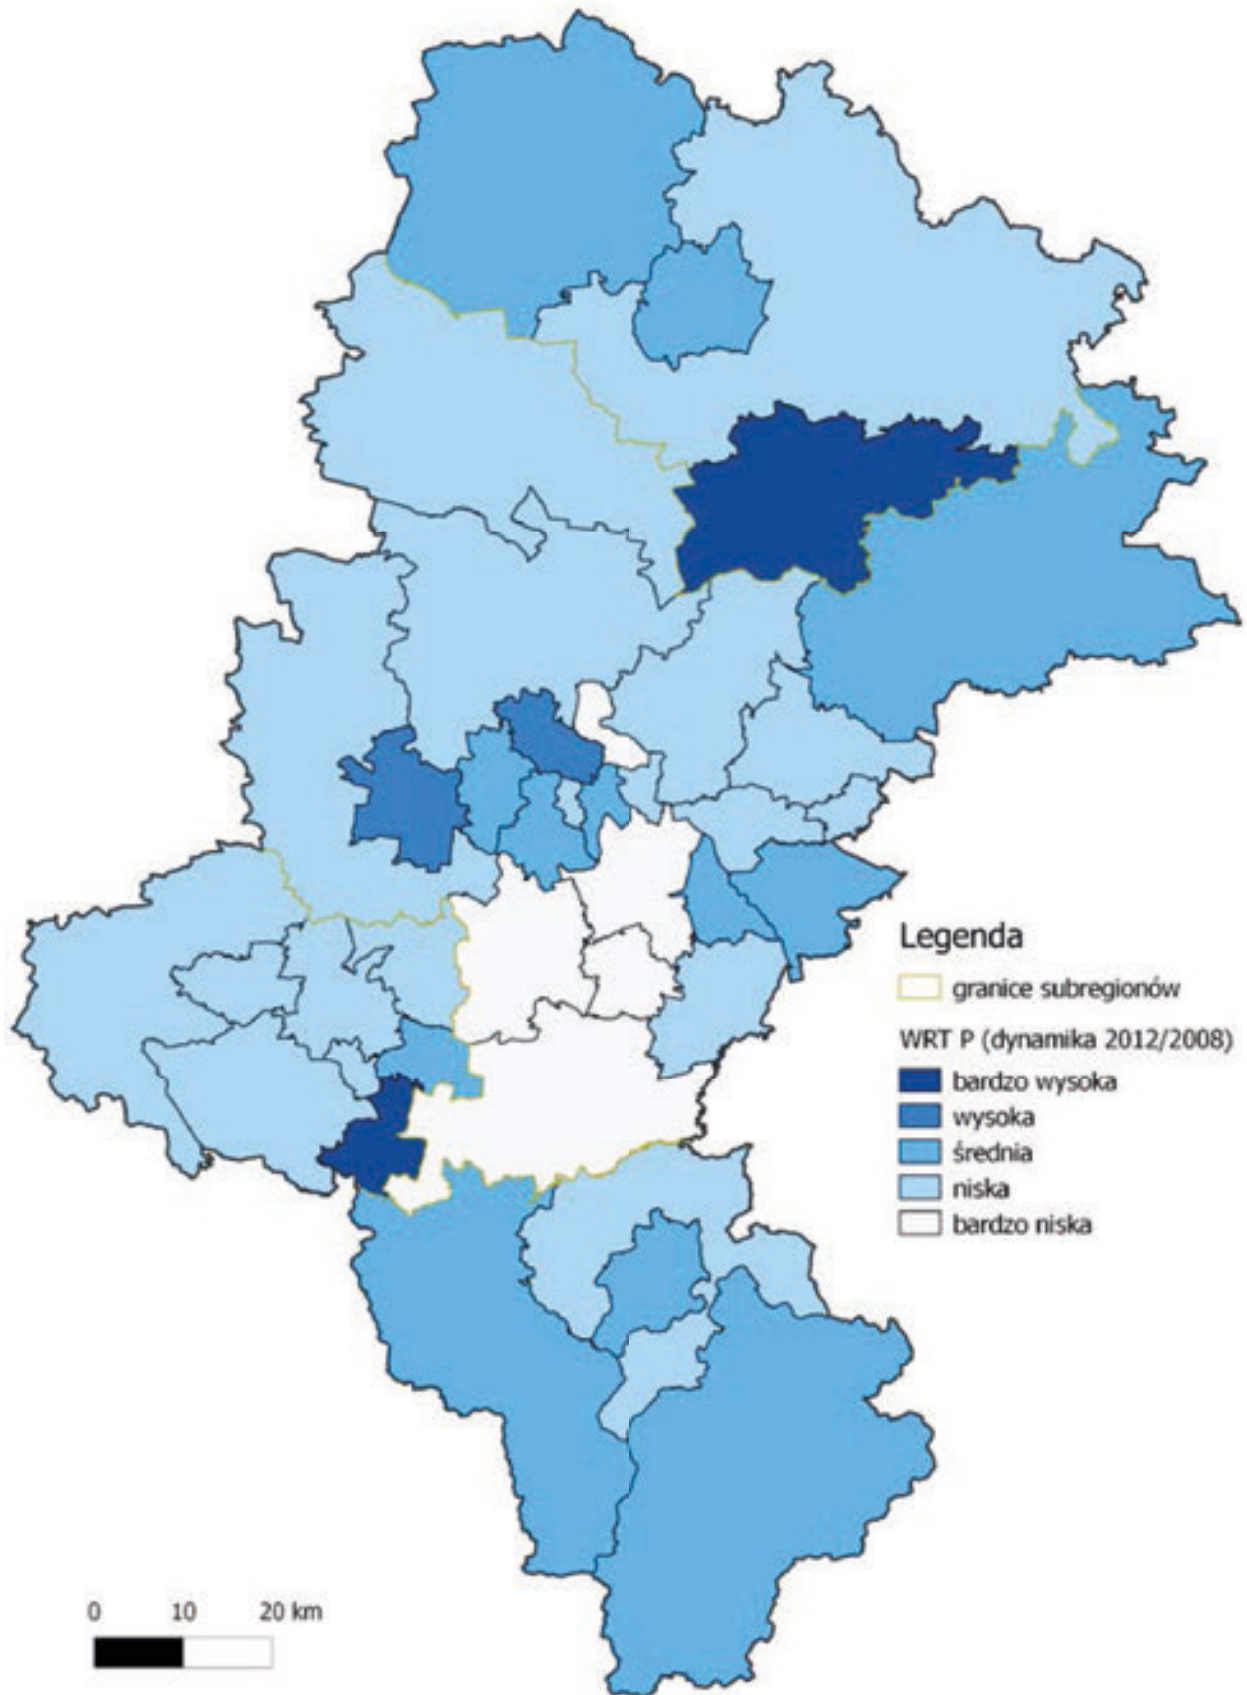 Legenda
granice subregionów
WRT P (dynamika 2012/2008)
bardzo wysoka
wysoka
średnia
niska
bardzo niska
0 10 20 km